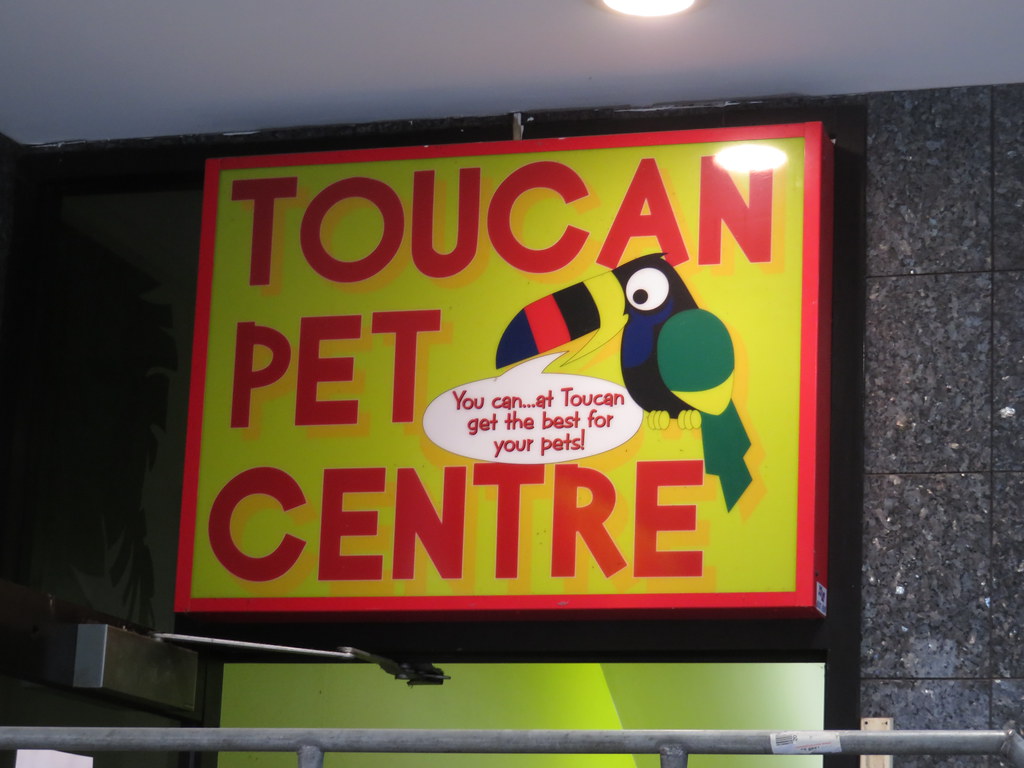 TOUCAN
PET
You can...at Toucan
get the best for
your pets!
CENTRE